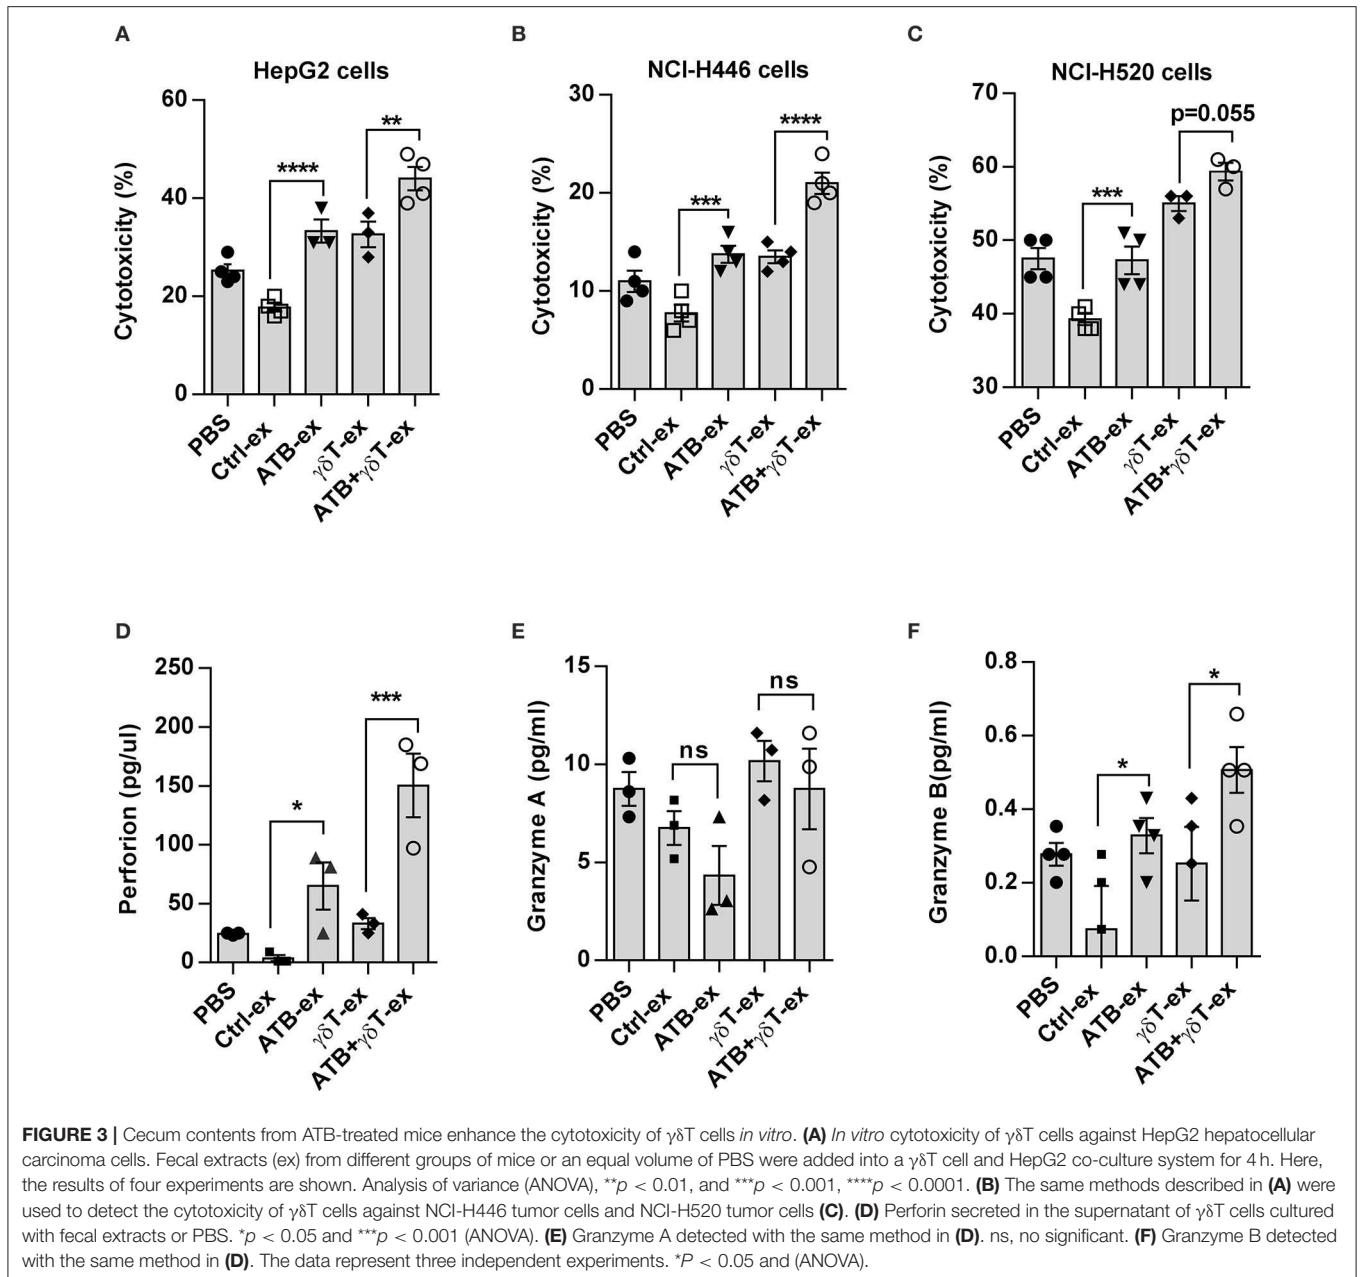 A
HepG2 cells
Cytotoxicity (%)
60
40
20
0
****
**
PBS
Ctrl-ex
ATB-ex
γδT-ex
ATB+γδT-ex
B
NCI-H446 cells
Cytotoxicity (%)
30
20
10
0
***
****
PBS
Ctrl-ex
ATB-ex
γδT-ex
ATB+γδT-ex
C
NCI-H520 cells
Cytotoxicity (%)
70
60
50
40
30
***
p=0.055
PBS
Ctrl-ex
ATB-ex
γδT-ex
ATB+γδT-ex
D
Perforion (pg/ul)
250
200
150
100
50
0
*
***
PBS
Ctrl-ex
ATB-ex
γδT-ex
ATB+γδT-ex
E
Granzyme A (pg/ml)
15
10
5
0
ns
ns
PBS
Ctrl-ex
ATB-ex
γδT-ex
ATB+γδT-ex
F
Granzyme B(pg/ml)
0.8
0.6
0.4
0.2
0.0
*
*
PBS
Ctrl-ex
ATB-ex
γδT-ex
ATB+γδT-ex
FIGURE 3 | Cecum contents from ATB-treated mice enhance the cytotoxicity of γδT cells in vitro. (A) In vitro cytotoxicity of γδT cells against HepG2 hepatocellular
carcinoma cells. Fecal extracts (ex) from different groups of mice or an equal volume of PBS were added into a γδT cell and HepG2 co-culture system for 4 h. Here,
the results of four experiments are shown. Analysis of variance (ANOVA), **p < 0.01, and ***p < 0.001, ****p < 0.0001. (B) The same methods described in (A) were
used to detect the cytotoxicity of γδT cells against NCI-H446 tumor cells and NCI-H520 tumor cells (C). (D) Perforin secreted in the supernatant of γδT cells cultured
with fecal extracts or PBS. *p < 0.05 and ***p < 0.001 (ANOVA). (E) Granzyme A detected with the same method in (D). ns, no significant. (F) Granzyme B detected
with the same method in (D). The data represent three independent experiments. *P < 0.05 and (ANOVA).